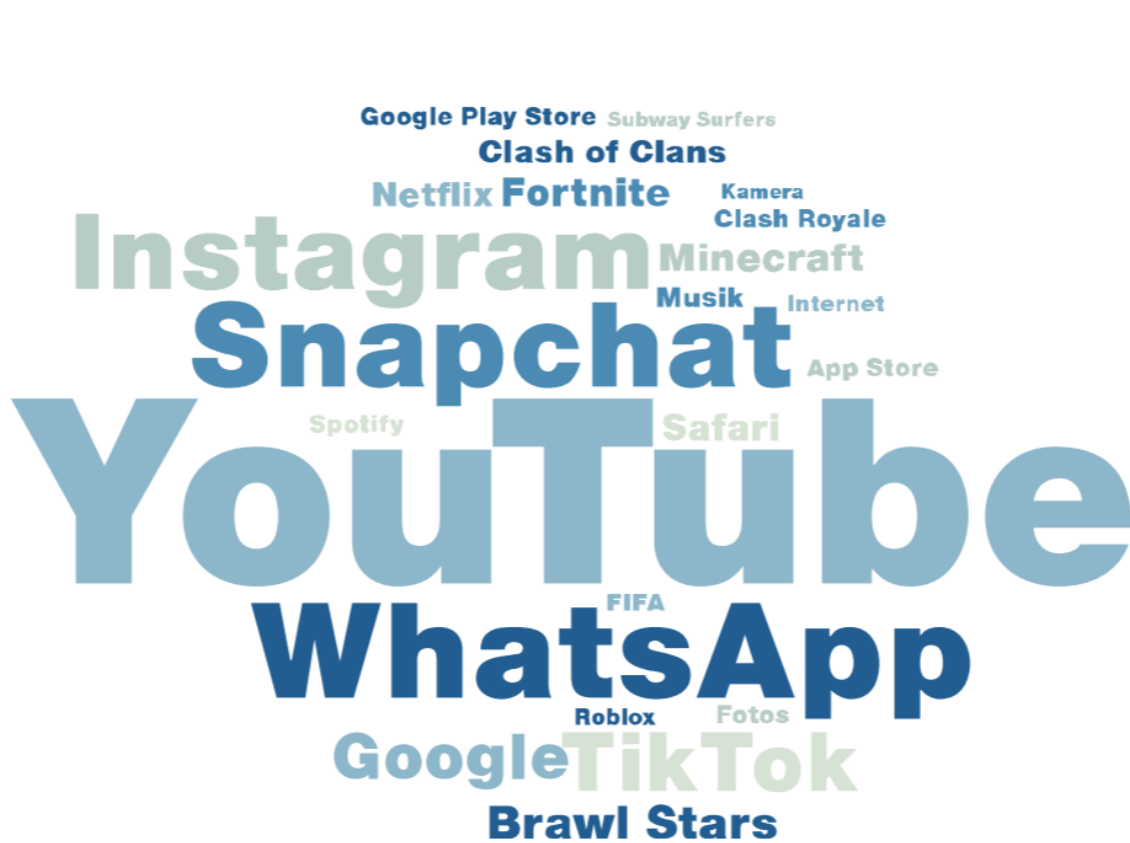 Google Play Store Subway Surfers
Clash of Clans
Netflix Fortnite Kamera
Clash Royale
Instagram Minecraft
Musik Internet
Snapchat App Store
Spotify Safari
YouTube
FIFA
WhatsApp
Roblox Fotos
Google TikTok
Brawl Stars